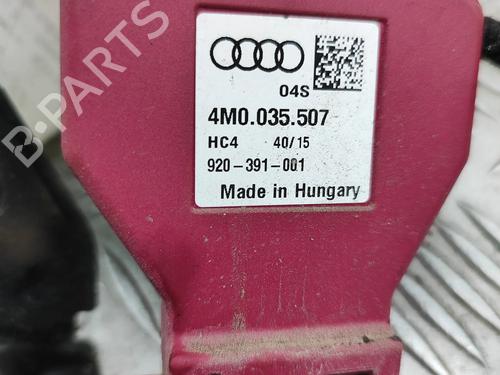 04S
4M0.035.507
HC4 40/15
920-391-001
Made in Hungary
B-PARTS